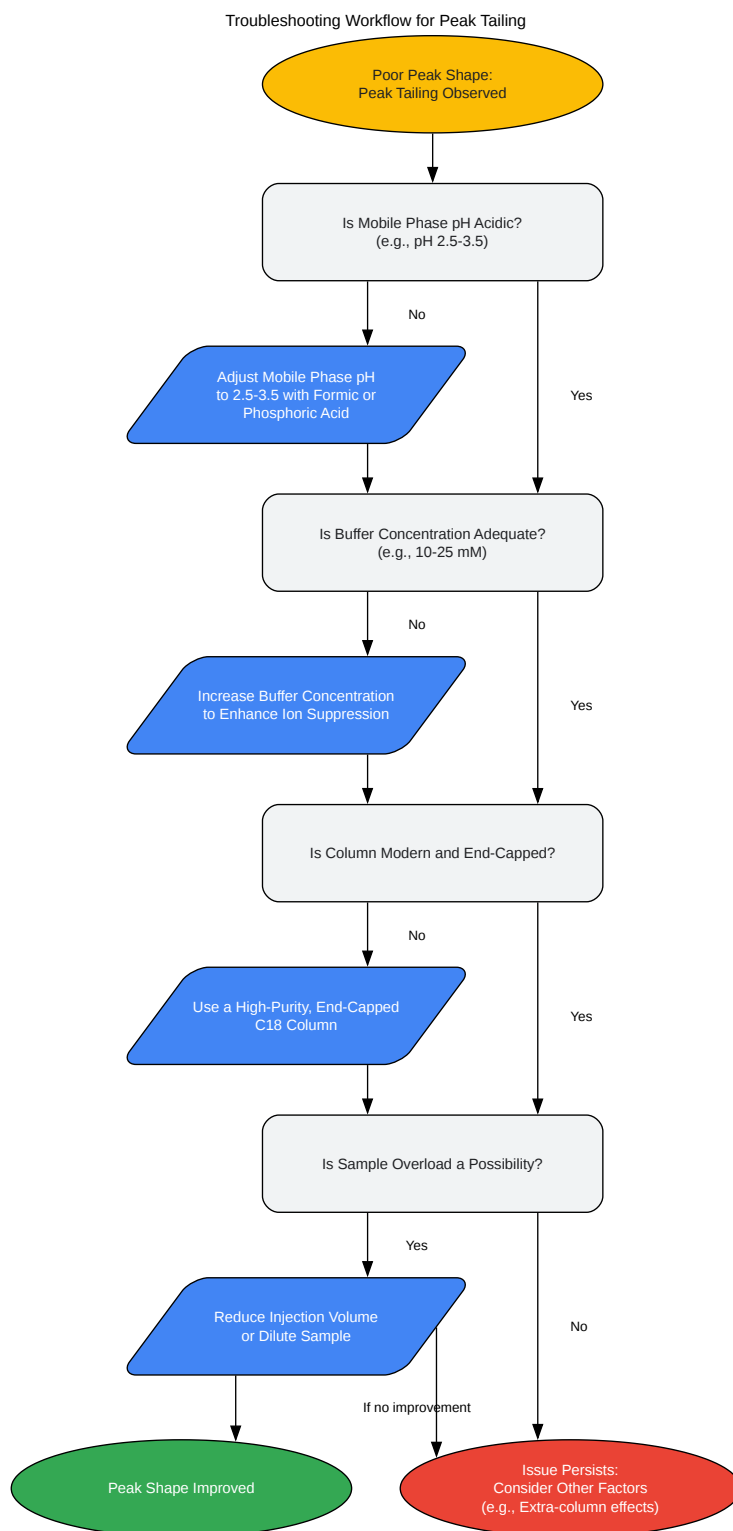 Troubleshooting Workflow for Peak Tailing
Poor Peak Shape:
Peak Tailing Observed
Is Mobile Phase pH Acidic?
(e.g., pH 2.5-3.5)
No
Adjust Mobile Phase pH
to 2.5-3.5 with Formic or
Phosphoric Acid
Yes
Is Buffer Concentration Adequate?
(e.g., 10-25 mM)
No
Increase Buffer Concentration
to Enhance Ion Suppression
Yes
Is Column Modern and End-Capped?
No
Use a High-Purity, End-Capped
C18 Column
Yes
Is Sample Overload a Possibility?
Yes
Reduce Injection Volume
or Dilute Sample
No
If no improvement
Peak Shape Improved
Issue Persists:
Consider Other Factors
(e.g., Extra-column effects)